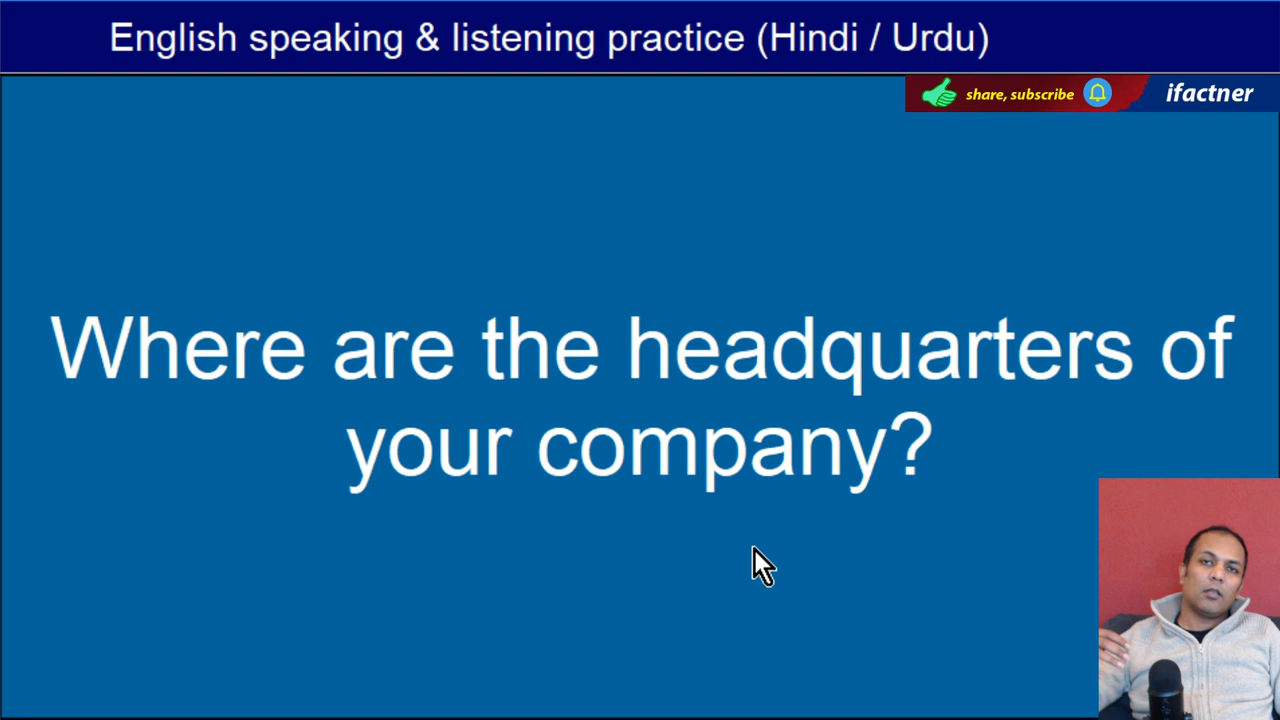 English speaking & listening practice (Hindi / Urdu)
share, subscribe
ifactner
Where are the headquarters of
your company?